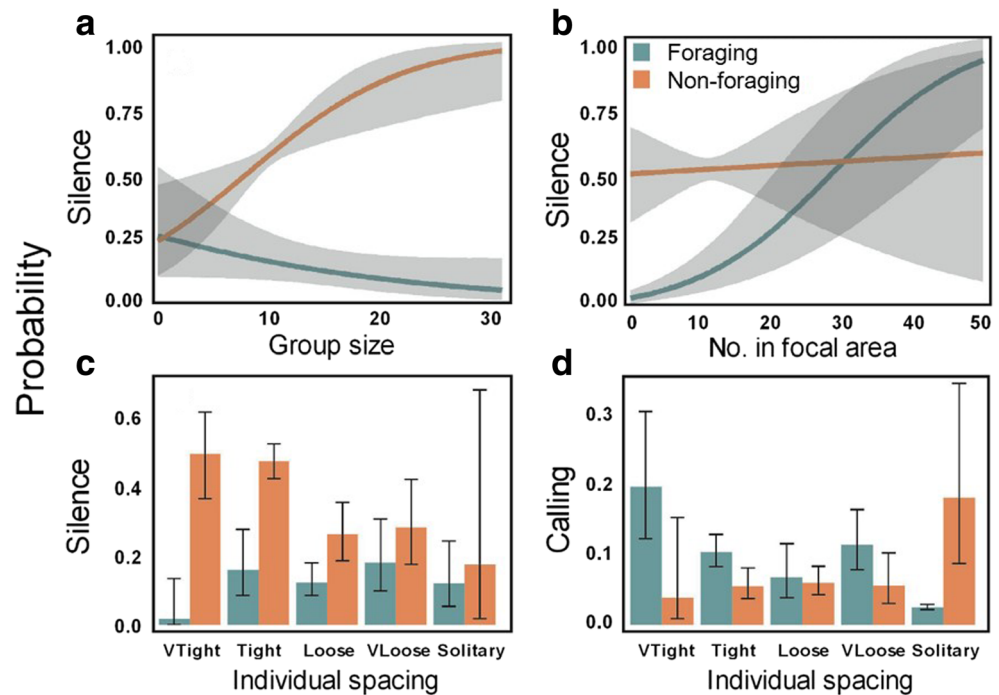 a
b
Probability
Silence
1.00
0.75
0.50
0.25
0.00
0
10
20
30
Group size
Silence
1.00
0.75
0.50
0.25
0.00
Foraging
Non-foraging
0
10
20
30
40
50
No. in focal area
c
d
Silence
0.6
0.4
0.2
0.0
VTight Tight Loose VLoose Solitary
Individual spacing
Calling
0.3
0.2
0.1
0.0
VTight Tight Loose VLoose Solitary
Individual spacing